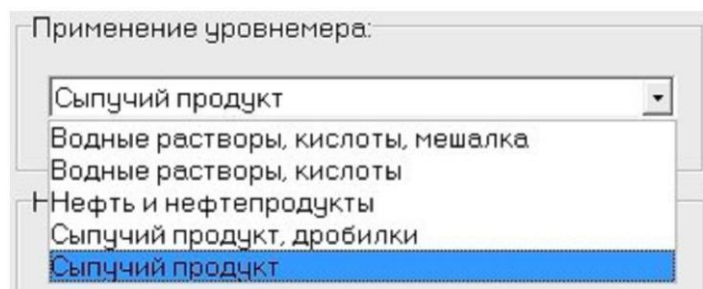 Применение уровнемера:
Сыпучий продукт
Водные растворы, кислоты, мешалка
Водные растворы, кислоты
Нефть и нефтепродукты
Сыпучий продукт, дробилки
Сыпучий продукт